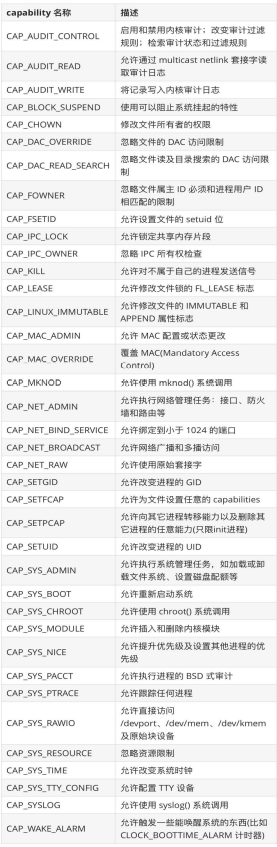 capability 名称 描述
CAP_AUDIT_CONTROL 启用和禁用内核审计；改变审计过滤
规则；检索审计状态和过滤规则
CAP_AUDIT_READ 允许通过 multicast netlink 套接字读
取审计日志
CAP_AUDIT_WRITE 将记录写入内核审计日志
CAP_BLOCK_SUSPEND 使用可以阻止系统挂起的特性
CAP_CHOWN 修改文件所有者的权限
CAP_DAC_OVERRIDE 忽略文件的 DAC 访问限制
CAP_DAC_READ_SEARCH 忽略文件读及目录搜索的 DAC 访问限
制
CAP_FOWNER 忽略文件属主 ID 必须和进程用户 ID
相匹配的限制
CAP_FSETID 允许设置文件的 setuid 位
CAP_IPC_LOCK 允许锁定共享内存片段
CAP_IPC_OWNER 忽略 IPC 所有权检查
CAP_KILL 允许对不属于自己的进程发送信号
CAP_LEASE 允许修改文件锁的 FL_LEASE 标志
CAP_LINUX_IMMUTABLE 允许修改文件的 IMMUTABLE 和
APPEND 属性标志
CAP_MAC_ADMIN 允许 MAC 配置或状态更改
CAP_MAC_OVERRIDE 覆盖 MAC(Mandatory Access
Control)
CAP_MKNOD 允许使用 mknod() 系统调用
CAP_NET_ADMIN 允许执行网络管理任务：接口、防火
墙和路由等
CAP_NET_BIND_SERVICE 允许绑定到小于 1024 的端口
CAP_NET_BROADCAST 允许网络广播和多播访问
CAP_NET_RAW 允许使用原始套接字
CAP_SETGID 允许改变进程的 GID
CAP_SETFCAP 允许为文件设置任意的 capabilities
CAP_SETPCAP 允许向其它进程转移能力以及删除其
它进程的任意能力(只限init进程)
CAP_SETUID 允许改变进程的 UID
CAP_SYS_ADMIN 允许执行系统管理任务，如加载或卸
载文件系统、设置磁盘配额等
CAP_SYS_BOOT 允许重新启动系统
CAP_SYS_CHROOT 允许使用 chroot() 系统调用
CAP_SYS_MODULE 允许插入和删除内核模块
CAP_SYS_NICE 允许提升优先级及设置其他进程的优
先级
CAP_SYS_PACCT 允许执行进程的 BSD 式审计
CAP_SYS_PTRACE 允许跟踪任何进程
CAP_SYS_RAWIO 允许直接访问
/devport、/dev/mem、/dev/kmem
及原始块设备
CAP_SYS_RESOURCE 忽略资源限制
CAP_SYS_TIME 允许改变系统时钟
CAP_SYS_TTY_CONFIG 允许配置 TTY 设备
CAP_SYSLOG 允许使用 syslog() 系统调用
CAP_WAKE_ALARM 允许触发一些能唤醒系统的东西(比如
CLOCK_BOOTTIME_ALARM 计时器)